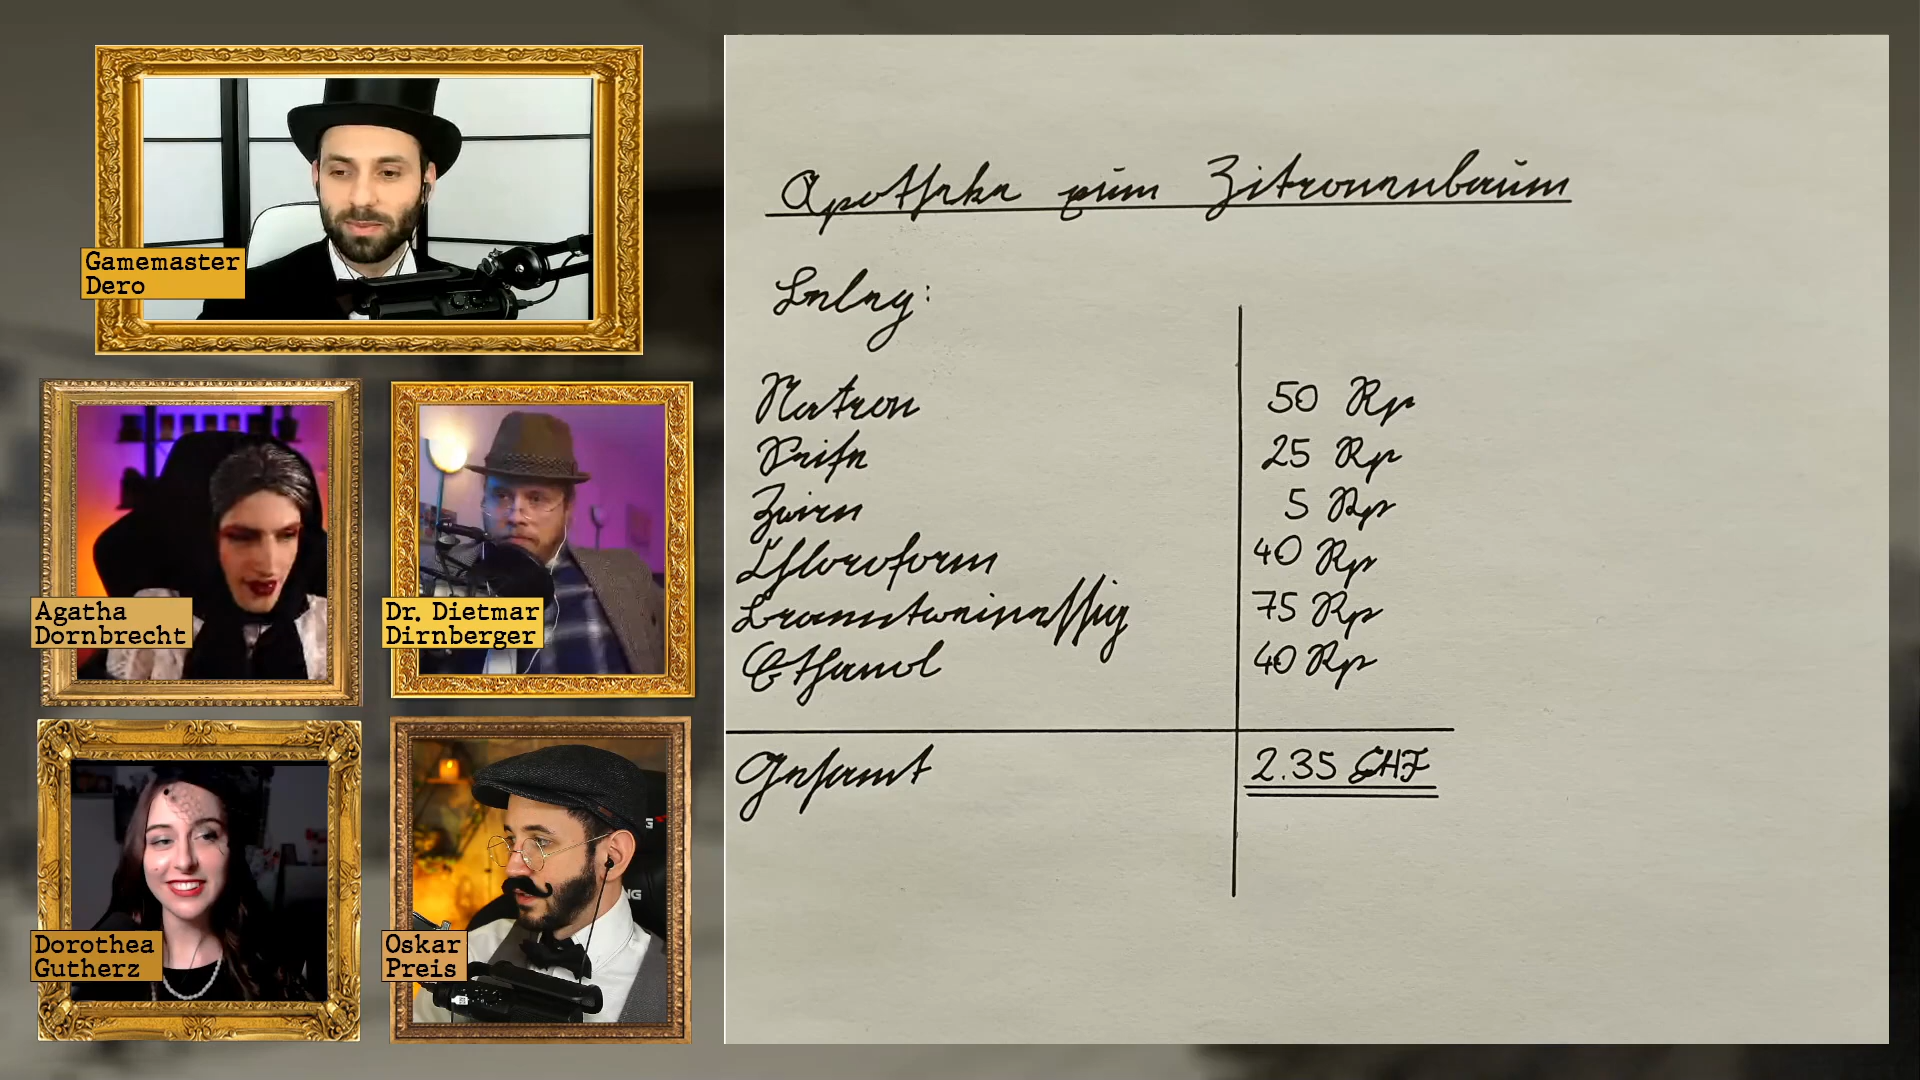 Gamemaster
Dero
Agatha
Dornbrecht
Dr. Dietmar
Dirnberger
Dorothea
Gutherz
Oskar
Preis
Apotheke zum Zitronenbaum
Beleg:
Natron 50 Rp
Seife 25 Rp
Zwirn 5 Rp
Chloroform 40 Rp
Branntweinessig 75 Rp
Ethanol 40 Rp
Gesamt 2.35 CHF